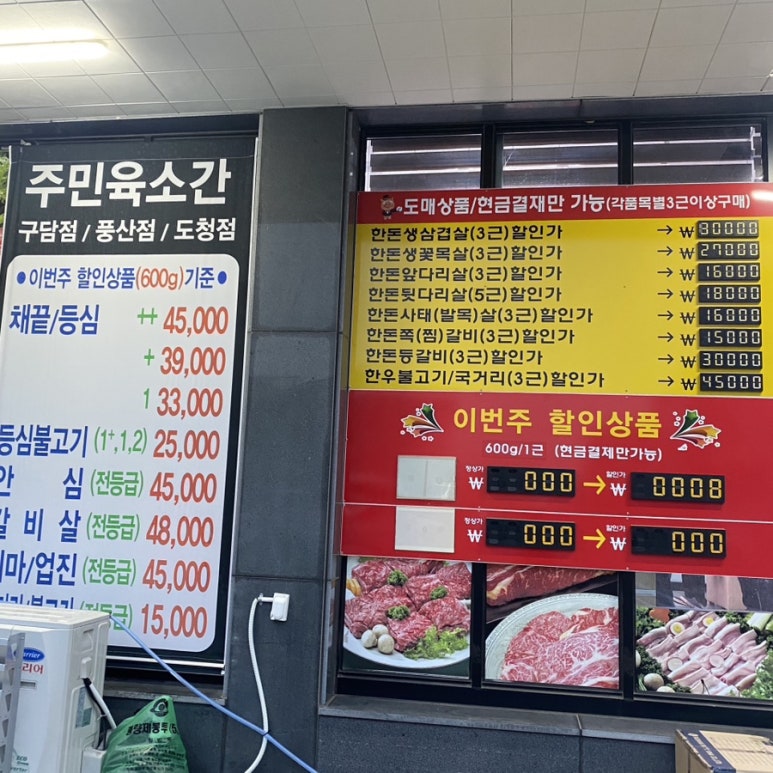 주민육소간
구담점 / 풍산점 / 도청점
이번주 할인상품(600g)기준
채끝/등심 ++ 45,000
+ 39,000
1 33,000
등심불고기 (1⁺,1,2) 25,000
안 심 (전등급) 45,000
갈비살 (전등급) 48,000
치마/업진 (전등급) 45,000
(전등급) 15,000
도매상품/현금결재만 가능(각품목별3근이상구매)
한돈생삼겹살(3근)할인가 → ₩ 30000
한돈생꽃목살(3근)할인가 → ₩ 27000
한돈앞다리살(3근)할인가 → ₩ 16000
한돈뒷다리살(5근)할인가 → ₩ 18000
한돈사태(발목)살(3근)할인가 → ₩ 16000
한돈쪽(찜)갈비(3근)할인가 → ₩ 15000
한돈등갈비(3근)할인가 → ₩ 30000
한우불고기/국거리(3근)할인가 → ₩ 45000
이번주 할인상품
600g/1근 (현금결제만가능)
정상가 ₩ 000 → 할인가 ₩ 0008
정상가 ₩ 000 → 할인가 ₩ 000
Carrier